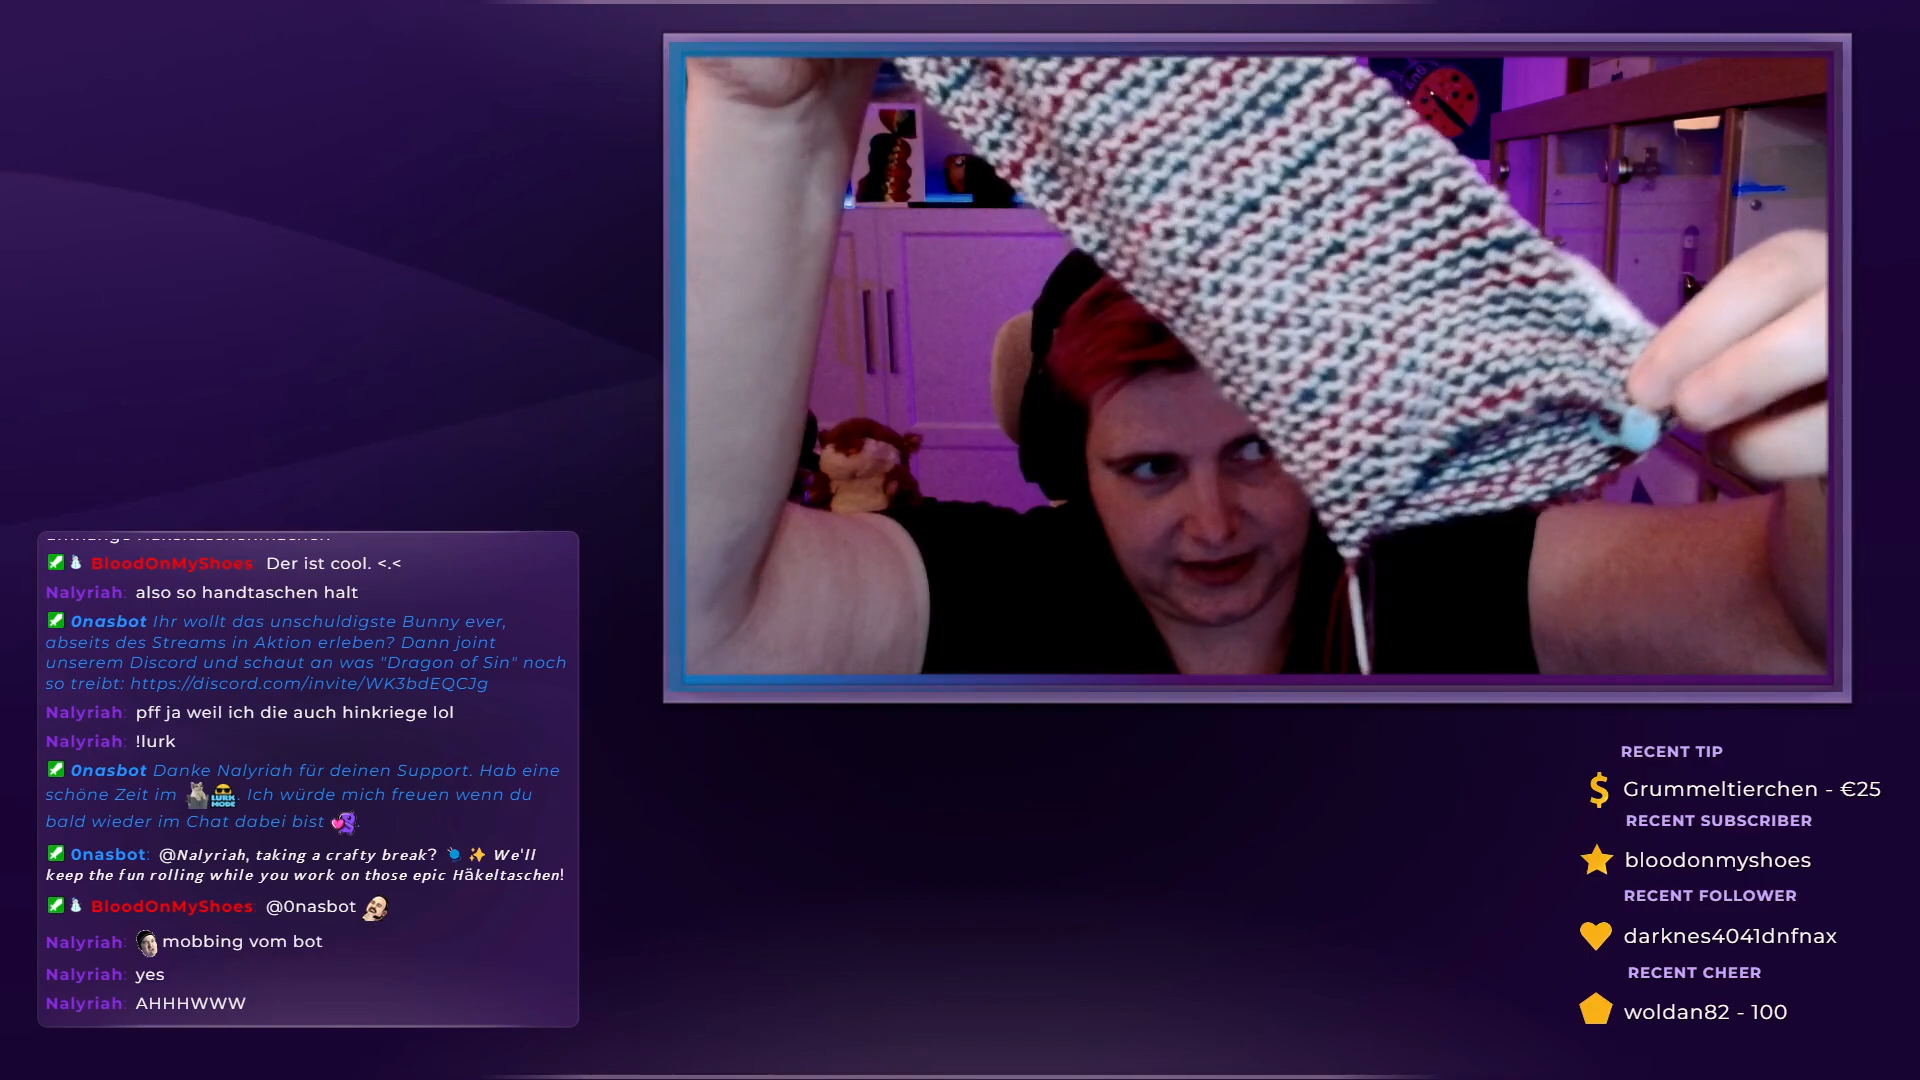 BloodOnMyShoes: Der ist cool. <.<
Nalyriah: also so handtaschen halt
0nasbot Ihr wollt das unschuldigste Bunny ever,
abseits des Streams in Aktion erleben? Dann joint
unserem Discord und schaut an was "Dragon of Sin" noch
so treibt: https://discord.com/invite/WK3bdEQCJg
Nalyriah: pff ja weil ich die auch hinkriege lol
Nalyriah: !lurk
0nasbot Danke Nalyriah für deinen Support. Hab eine
schöne Zeit im LURK MODE. Ich würde mich freuen wenn du
bald wieder im Chat dabei bist .
0nasbot: @Nalyriah, taking a crafty break? We'll
keep the fun rolling while you work on those epic Häkeltaschen!
BloodOnMyShoes: @0nasbot
Nalyriah: mobbing vom bot
Nalyriah: yes
Nalyriah: AHHHWWW
RECENT TIP
Grummeltierchen - €25
RECENT SUBSCRIBER
bloodonmyshoes
RECENT FOLLOWER
darknes4041dnfnax
RECENT CHEER
woldan82 - 100